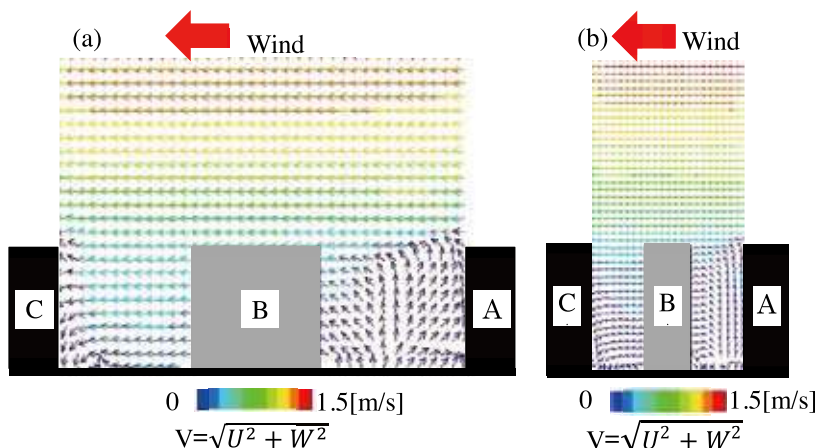 (a) Wind
(b) Wind
C B A
C B A
0 1.5[m/s]
V=√U² + W²
0 1.5[m/s]
V=√U² + W²